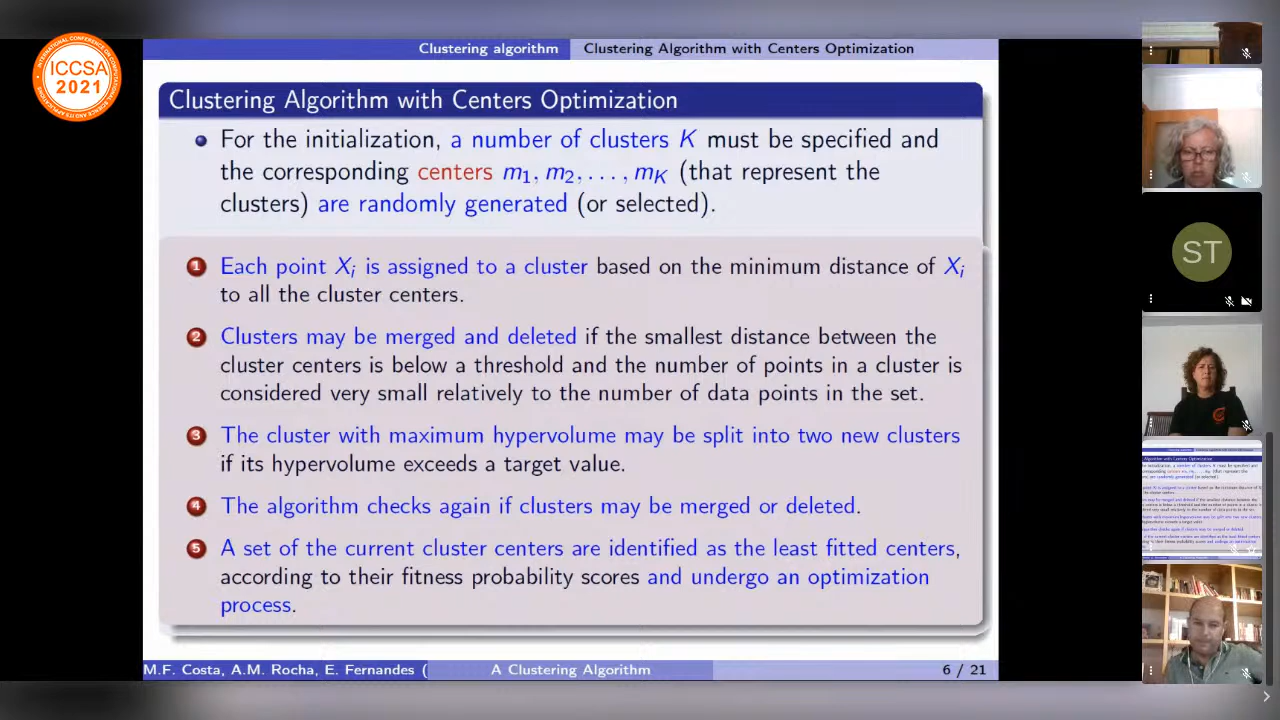 ICCSA
2021
INTERNATIONAL CONFERENCE ON COMPUTATIONAL SCIENCE AND ITS APPLICATIONS
Clustering algorithm Clustering Algorithm with Centers Optimization
Clustering Algorithm with Centers Optimization
For the initialization, a number of clusters K must be specified and
the corresponding centers m1, m2, . . . , mK (that represent the
clusters) are randomly generated (or selected).
1 Each point Xi is assigned to a cluster based on the minimum distance of Xi
to all the cluster centers.
2 Clusters may be merged and deleted if the smallest distance between the
cluster centers is below a threshold and the number of points in a cluster is
considered very small relatively to the number of data points in the set.
3 The cluster with maximum hypervolume may be split into two new clusters
if its hypervolume exceeds a target value.
4 The algorithm checks again if clusters may be merged or deleted.
5 A set of the current cluster centers are identified as the least fitted centers,
according to their fitness probability scores and undergo an optimization
process.
M.F. Costa, A.M. Rocha, E. Fernandes ( A Clustering Algorithm 6 / 21
ST